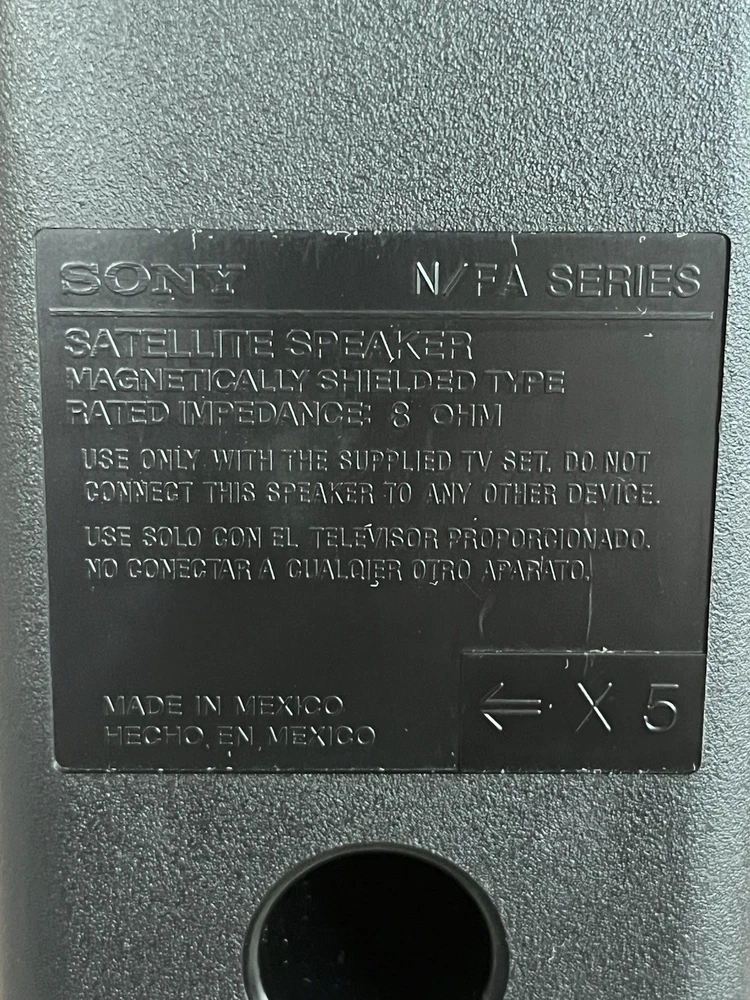 SONY N/FA SERIES
SATELLITE SPEAKER
MAGNETICALLY SHIELDED TYPE
RATED IMPEDANCE: 8 OHM
USE ONLY WITH THE SUPPLIED TV SET. DO NOT
CONNECT THIS SPEAKER TO ANY OTHER DEVICE.
USE SOLO CON EL TELEVISOR PROPORCIONADO.
NO CONECTAR A CUALQIER OTRO APARATO.
MADE IN MEXICO
HECHO EN MEXICO
← X 5